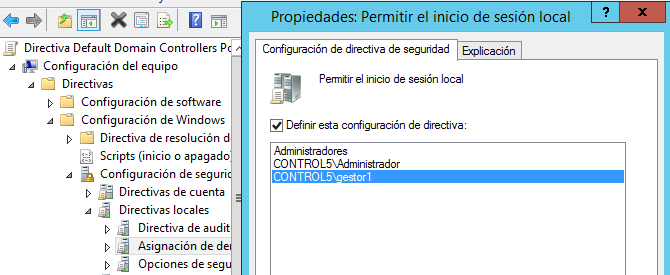 Directiva Default Domain Controllers Po
Configuración del equipo
Directivas
Configuración de software
Configuración de Windows
Directiva de resolución d
Scripts (inicio o apagado)
Configuración de segurid
Directivas de cuenta
Directivas locales
Directiva de audit
Asignación de der
Opciones de segu
Propiedades: Permitir el inicio de sesión local
?
x
Configuración de directiva de seguridad
Explicación
Permitir el inicio de sesión local
Definir esta configuración de directiva:
Administradores
CONTROL5\Administrador
CONTROL5\gestor1